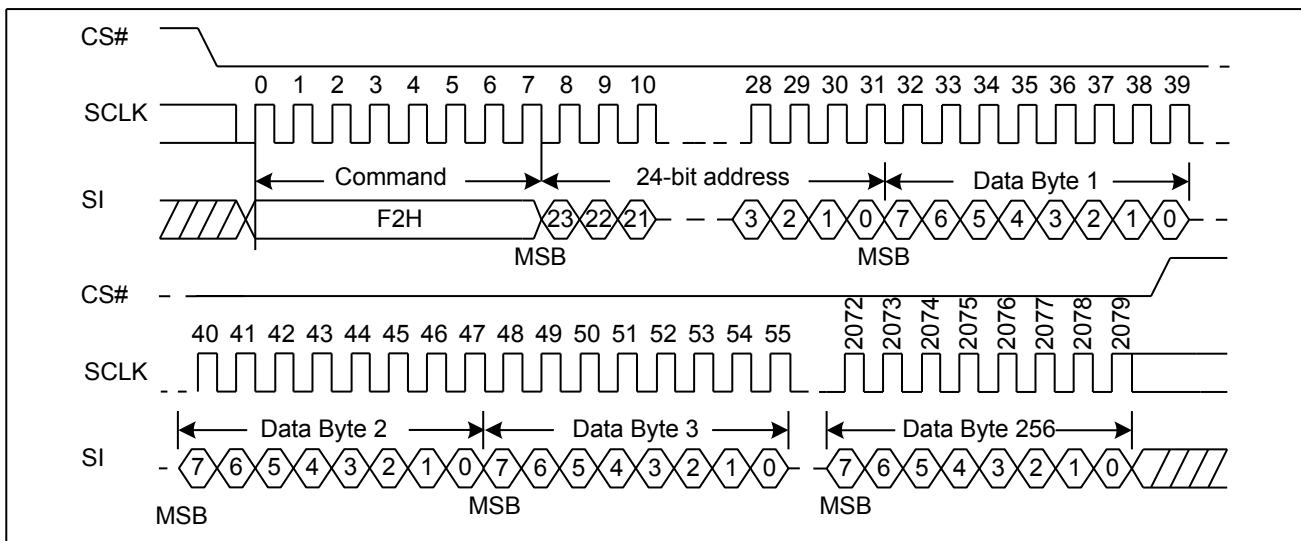 CS#
0 1 2 3 4 5 6 7 8 9 10 28 29 30 31 32 33 34 35 36 37 38 39
SCLK
Command 24-bit address Data Byte 1
SI
F2H 23 22 21 3 2 1 0 7 6 5 4 3 2 1 0
MSB MSB
CS#
40 41 42 43 44 45 46 47 48 49 50 51 52 53 54 55 2072 2073 2074 2075 2076 2077 2078 2079
SCLK
Data Byte 2 Data Byte 3 Data Byte 256
SI
7 6 5 4 3 2 1 0 7 6 5 4 3 2 1 0 7 6 5 4 3 2 1 0
MSB MSB MSB